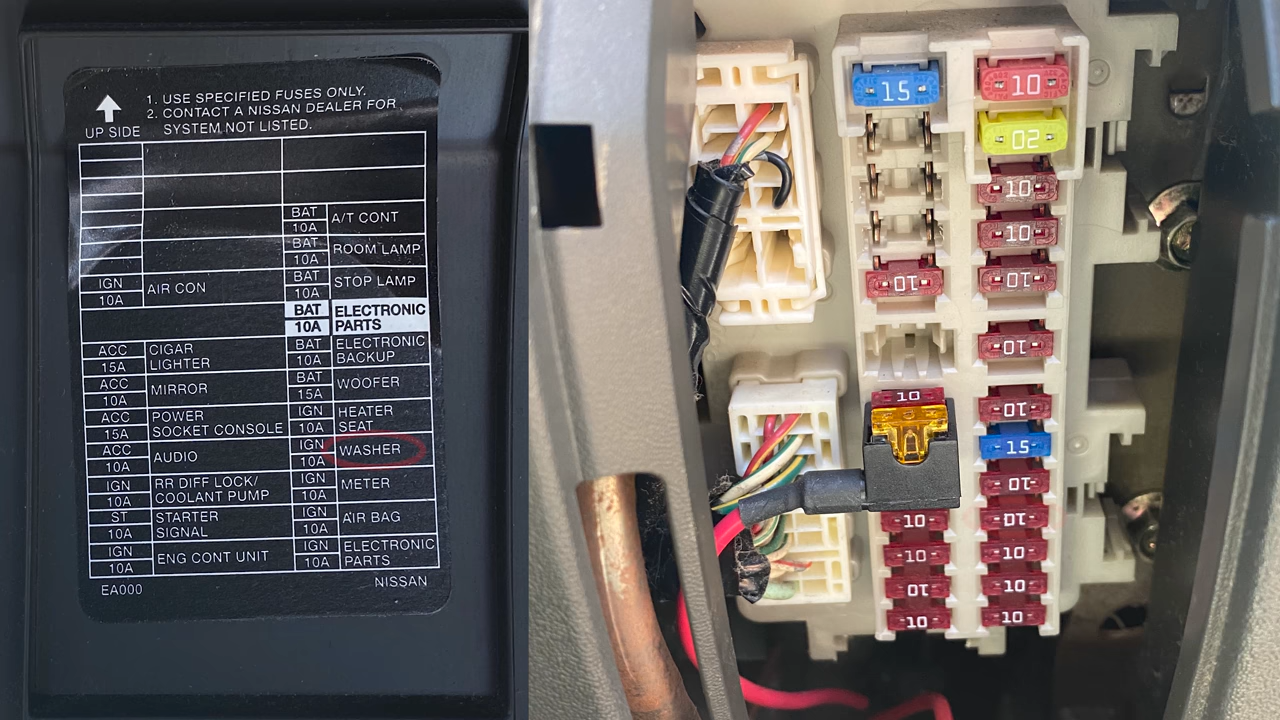 UP SIDE
1. USE SPECIFIED FUSES ONLY.
2. CONTACT A NISSAN DEALER FOR
SYSTEM NOT LISTED.
IGN
10A
AIR CON
ACC
15A
CIGAR
LIGHTER
ACC
10A
MIRROR
ACC
15A
POWER
SOCKET CONSOLE
ACC
10A
AUDIO
IGN
10A
RR DIFF LOCK/
COOLANT PUMP
ST
10A
STARTER
SIGNAL
IGN
10A
ENG CONT UNIT
BAT
10A
A/T CONT
BAT
10A
ROOM LAMP
BAT
10A
STOP LAMP
BAT
10A
ELECTRONIC
PARTS
BAT
10A
ELECTRONIC
BACKUP
BAT
15A
WOOFER
IGN
10A
HEATER
SEAT
IGN
10A
WASHER
IGN
10A
METER
IGN
10A
AIR BAG
IGN
10A
ELECTRONIC
PARTS
EA000
NISSAN
15
10
10
10
10
10
10
10
20
10
10
10
10
10
15
10
10
10
10
10